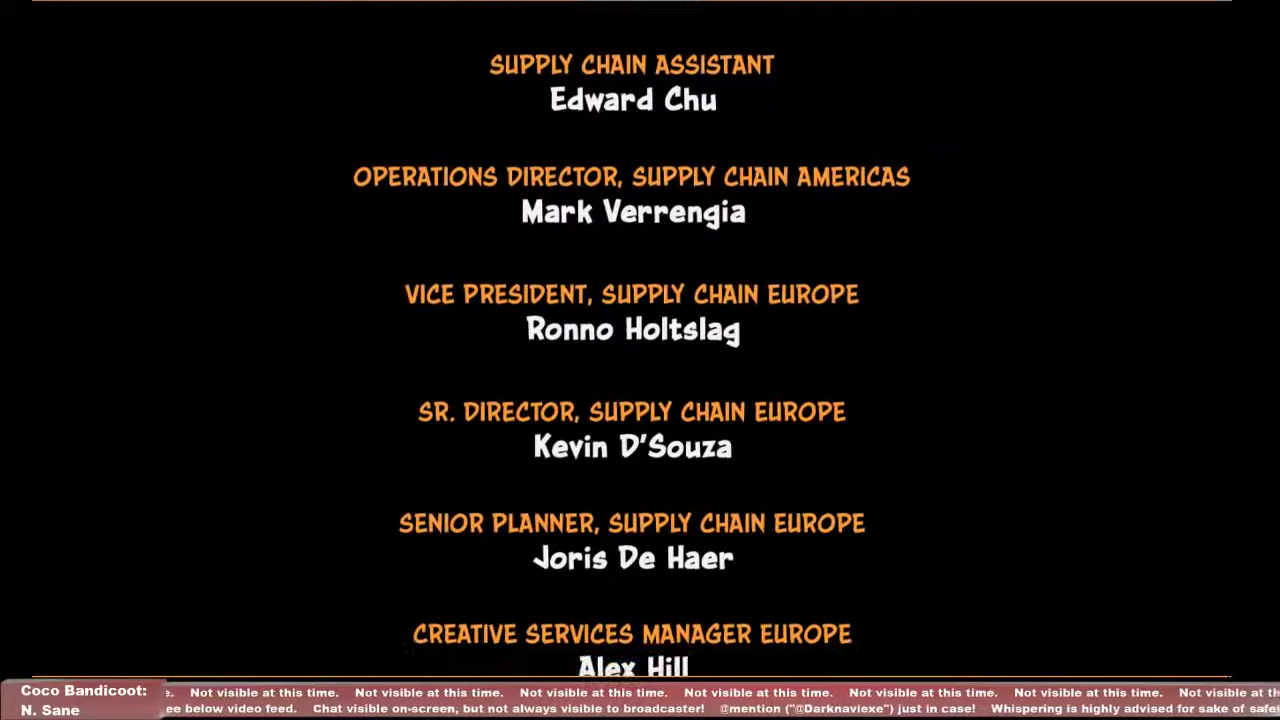 SUPPLY CHAIN ASSISTANT
Edward Chu
OPERATIONS DIRECTOR, SUPPLY CHAIN AMERICAS
Mark Verrengia
VICE PRESIDENT, SUPPLY CHAIN EUROPE
Ronno Holtslag
SR. DIRECTOR, SUPPLY CHAIN EUROPE
Kevin D'Souza
SENIOR PLANNER, SUPPLY CHAIN EUROPE
Joris De Haer
CREATIVE SERVICES MANAGER EUROPE
Alex Hill
Coco Bandicoot:
N. Sane
Not visible at this time. Not visible at this time. Not visible at this time. Not visible at this time. Not visible at this time. Not visible at this time. Not visible at
below video feed. Chat visible on-screen, but not always visible to broadcaster! @mention ("@Darknaviexe") just in case! Whispering is highly advised for sake of